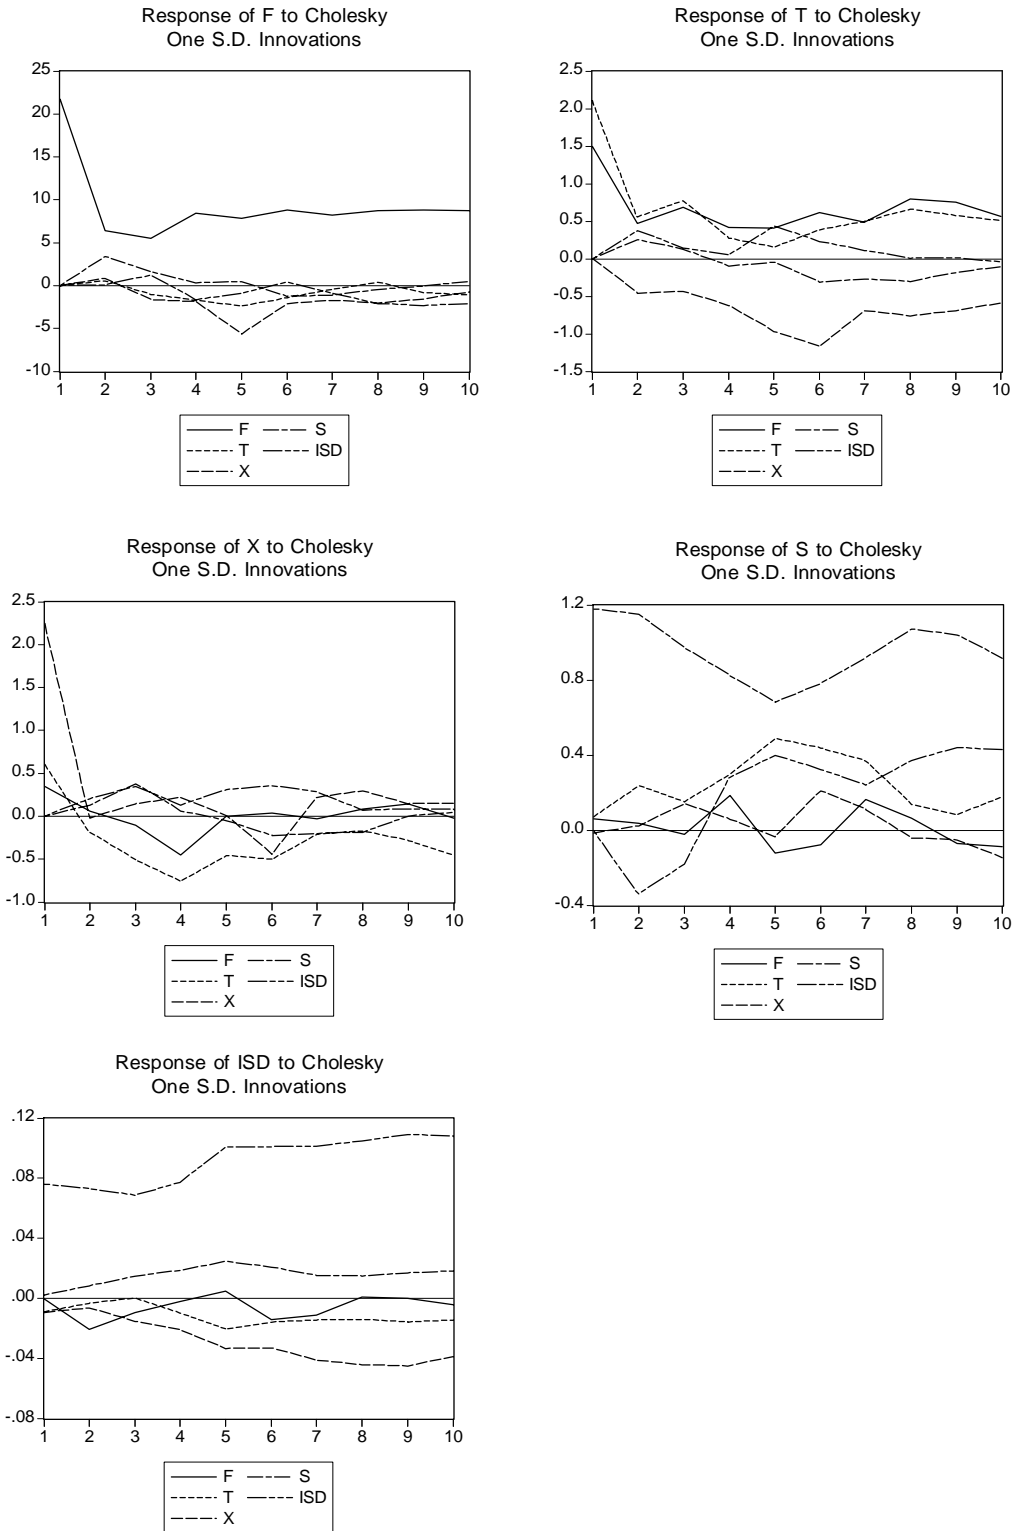 Response of F to Cholesky
One S.D. Innovations
25
20
15
10
5
0
-5
-10
1 2 3 4 5 6 7 8 9 10
F S
T ISD
X
Response of T to Cholesky
One S.D. Innovations
2.5
2.0
1.5
1.0
0.5
0.0
-0.5
-1.0
-1.5
1 2 3 4 5 6 7 8 9 10
F S
T ISD
X
Response of X to Cholesky
One S.D. Innovations
2.5
2.0
1.5
1.0
0.5
0.0
-0.5
-1.0
1 2 3 4 5 6 7 8 9 10
F S
T ISD
X
Response of S to Cholesky
One S.D. Innovations
1.2
0.8
0.4
0.0
-0.4
1 2 3 4 5 6 7 8 9 10
F S
T ISD
X
Response of ISD to Cholesky
One S.D. Innovations
.12
.08
.04
.00
-.04
-.08
1 2 3 4 5 6 7 8 9 10
F S
T ISD
X